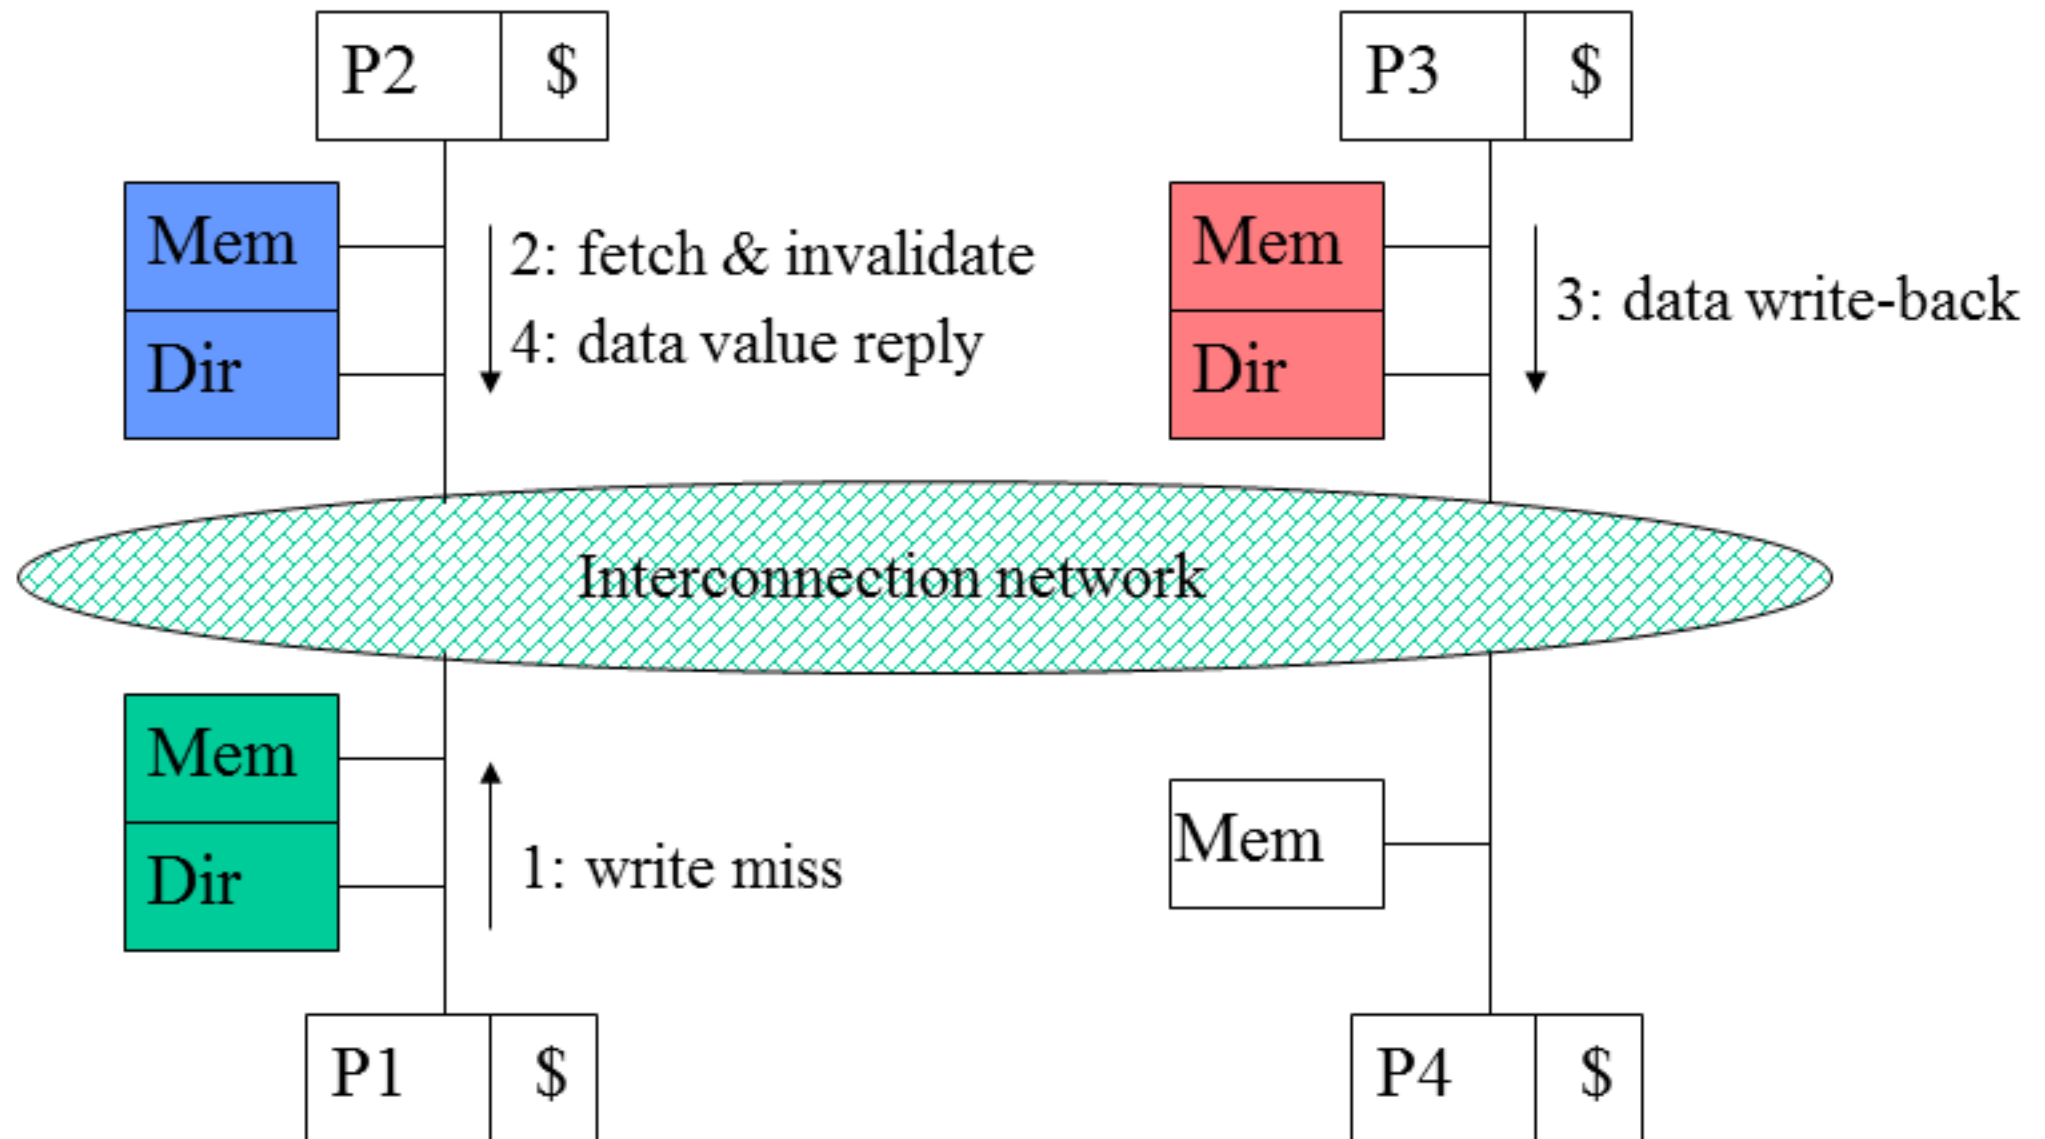 P2 $
P3 $
Mem
Dir
2: fetch & invalidate
4: data value reply
Mem
Dir
3: data write-back
Interconnection network
Mem
Dir
1: write miss
Mem
P1 $
P4 $